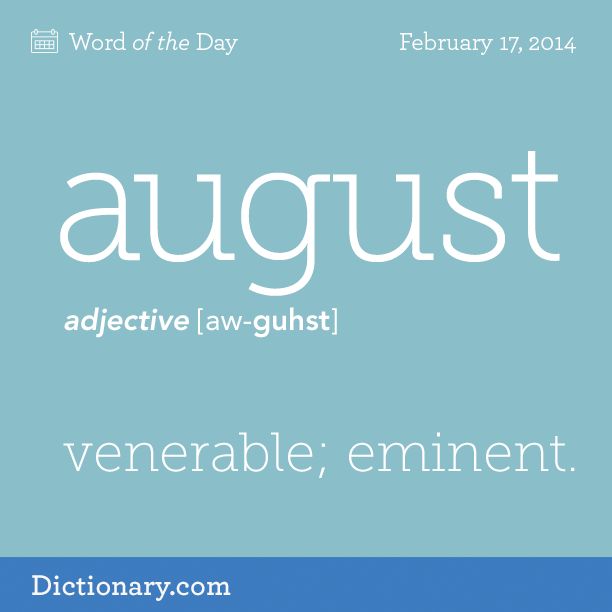 Word of the Day
February 17, 2014
august
adjective [aw-guhst]
venerable; eminent.
Dictionary.com